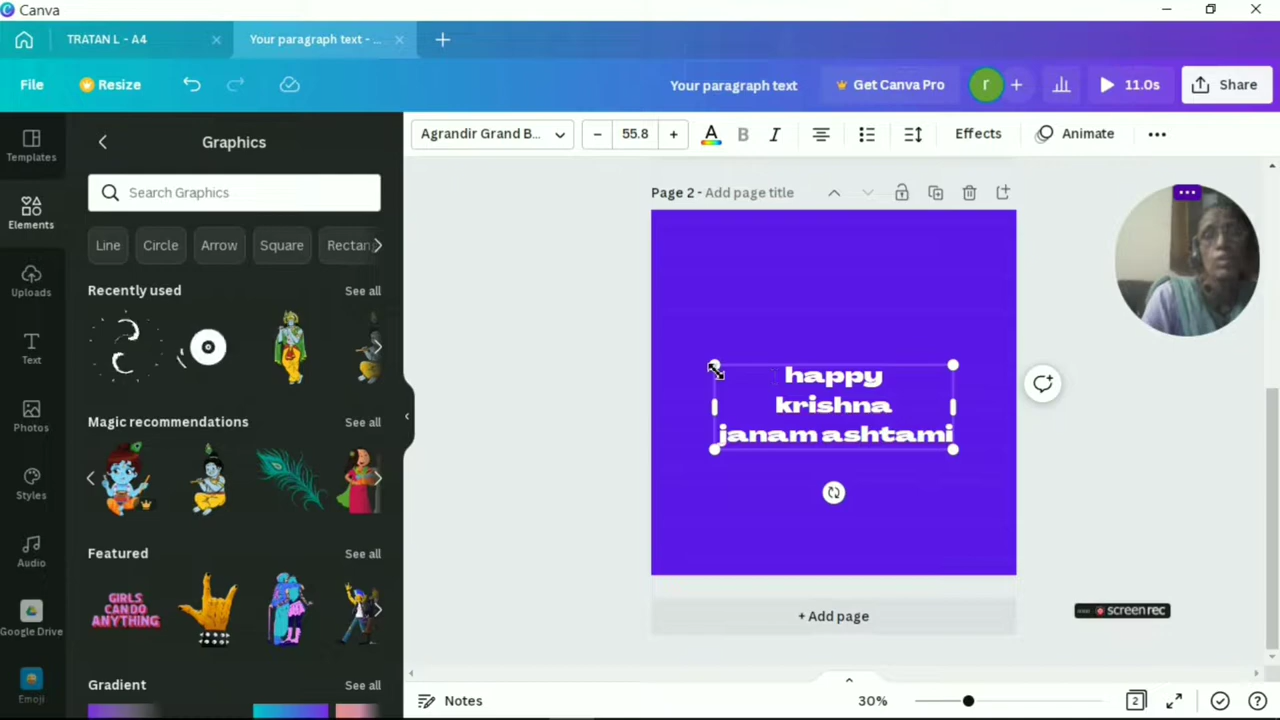 Canva
TRATAN L - A4
Your paragraph text - ...
File
Resize
Your paragraph text
Get Canva Pro
r
11.0s
Share
Templates
Elements
Uploads
Text
Photos
Styles
Audio
Google Drive
Emoji
Graphics
Search Graphics
Line
Circle
Arrow
Square
Rectan
Recently used
See all
Magic recommendations
See all
Featured
See all
GIRLS
CAN DO
ANYTHING
Gradient
See all
Agrandir Grand B...
55.8
A
B
I
Effects
Animate
Page 2 - Add page title
happy
krishna
janam ashtami
+ Add page
screenrec
Notes
30%
2